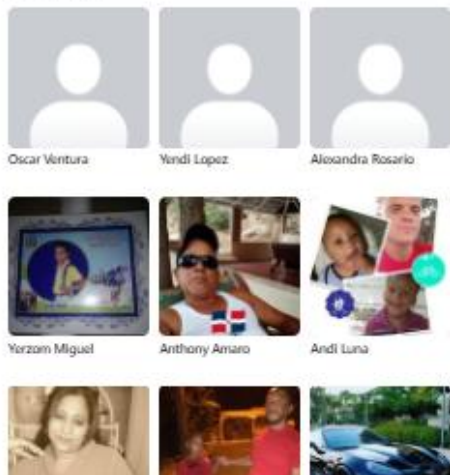 Oscar Ventura
Yendi Lopez
Alexandra Rosario
Yerzom Miguel
Anthony Amaro
Andi Luna